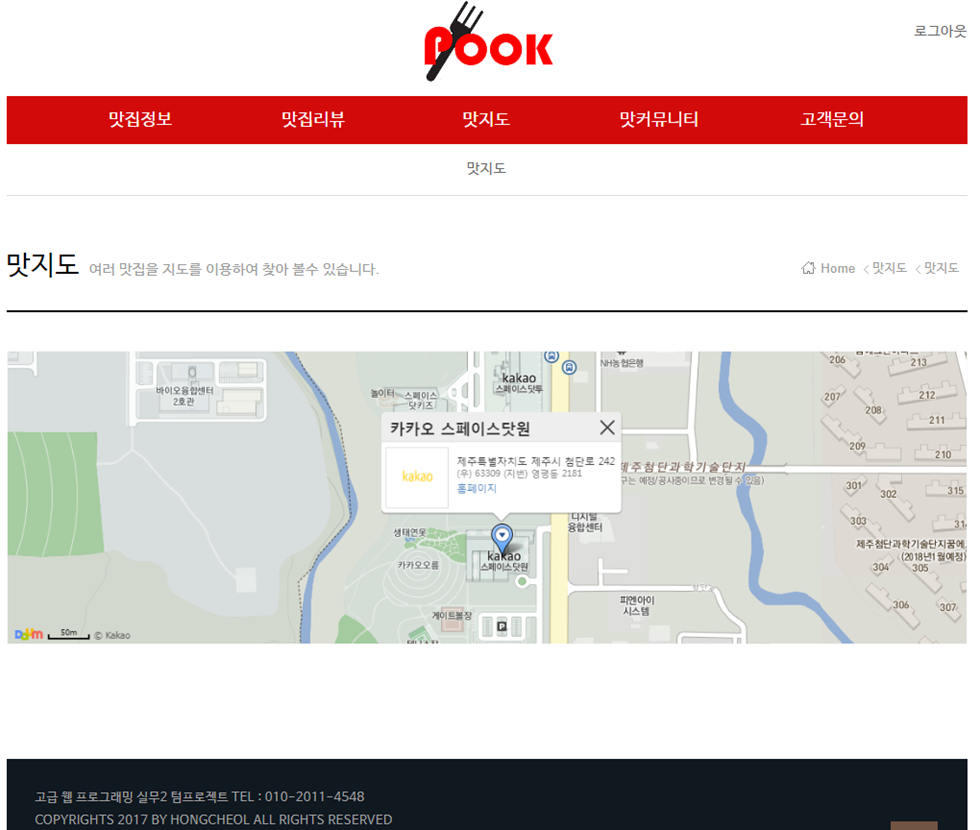 POOK
로그아웃
맛집정보 맛집리뷰 맛지도 맛커뮤니티 고객문의
맛지도
맛지도 여러 맛집을 지도를 이용하여 찾아 볼수 있습니다.
Home < 맛지도 < 맛지도
바이오융합센터
2호관
놀이터
스페이스
닷키즈
kakao
스페이스닷투
NH농협은행
206
213
207
208
212
211
209
210
카카오 스페이스닷원
kakao
제주특별자치도 제주시 첨단로 242
(우) 63309 (지번) 영평동 2181
홈페이지
제주첨단과학기술단지
구는 예정/공사중이므로 변경될 수 있음)
301
302
315
303
314
디지털
융합센터
생태연못
카카오오름
kakao
스페이스닷원
제주첨단과학기술단지꿈에
(2018년1월예정)
304
305
306
307
피엔아이
시스템
게이트볼장
P
테니스장
Daum 50m © Kakao
고급 웹 프로그래밍 실무2 텀프로젝트 TEL : 010-2011-4548
COPYRIGHTS 2017 BY HONGCHEOL ALL RIGHTS RESERVED